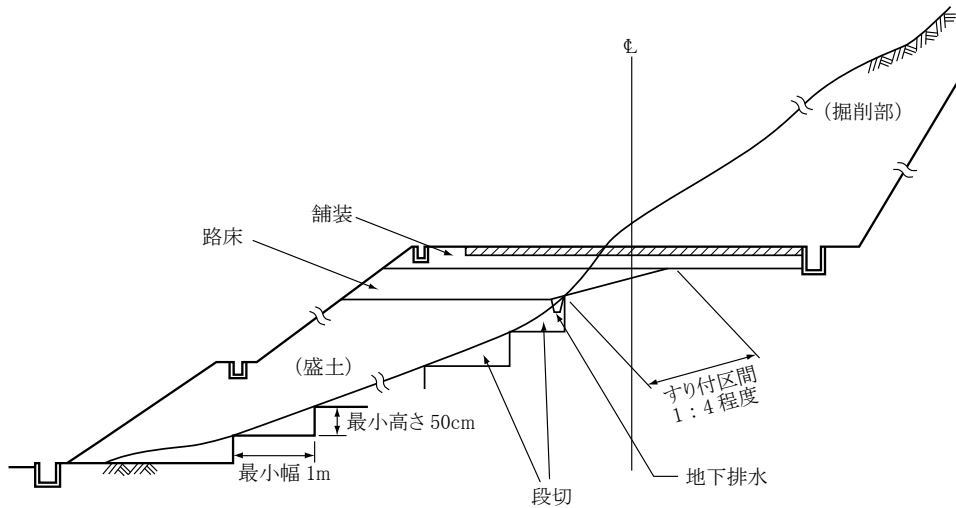 ℄
(掘削部)
舗装
路床
(盛土)
すり付区間
1:4 程度
最小高さ 50cm
最小幅 1m
地下排水
段切